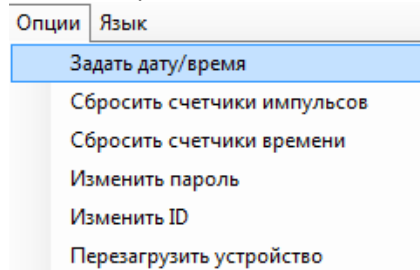 Опции Язык
Задать дату/время
Сбросить счетчики импульсов
Сбросить счетчики времени
Изменить пароль
Изменить ID
Перезагрузить устройство